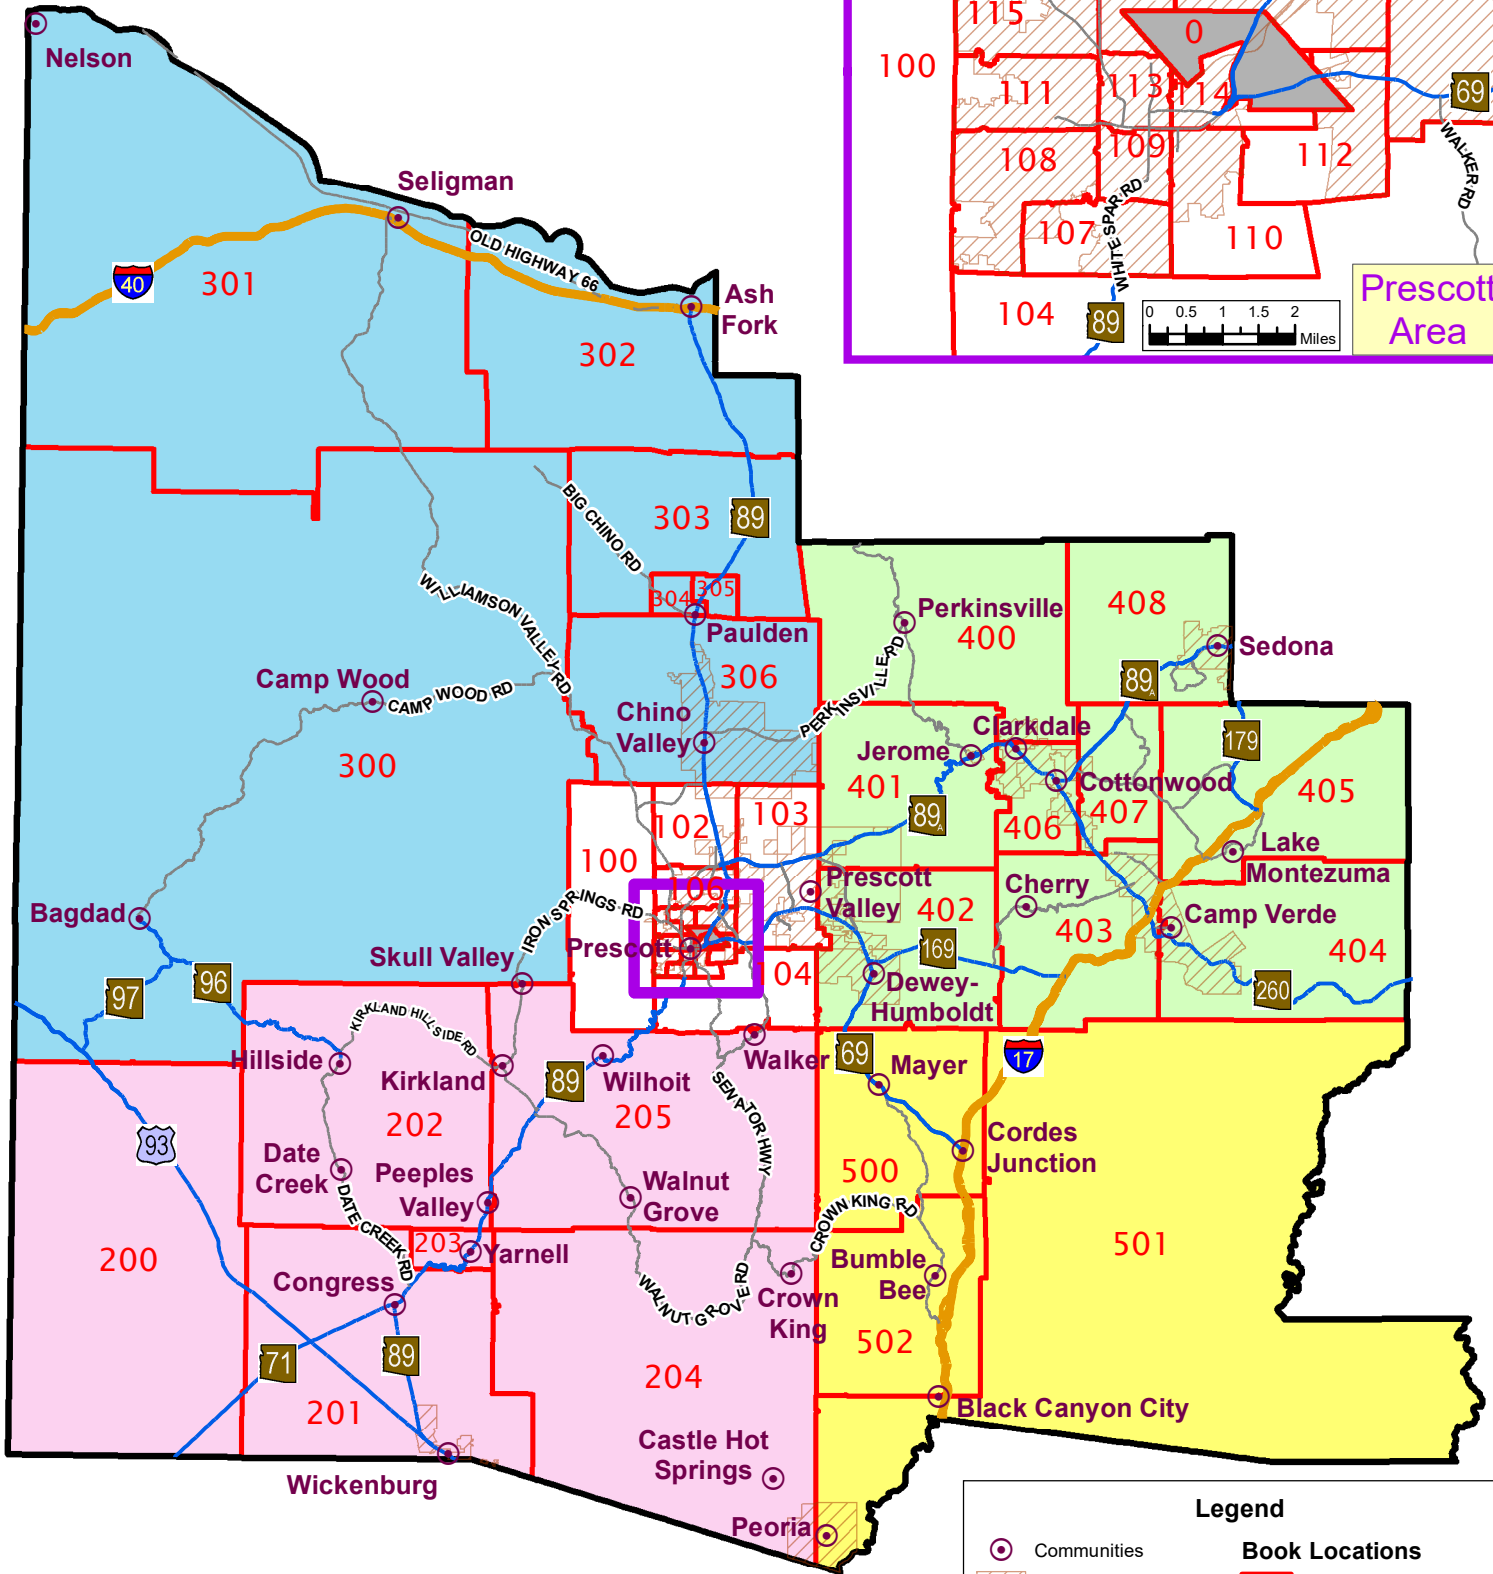 Nelson
Seligman
OLD HIGHWAY 66
40
301
Ash
Fork
302
115
0
100
111
113
114
69
108
109
112
WALKER RD
WHITE SPAR RD
107
110
104
89
0 0.5 1 1.5 2
Miles
Prescott
Area
BIG CHINO RD
303
89
304
305
Paulden
306
WILLIAMSON VALLEY RD
Camp Wood
CAMP WOOD RD
300
Chino
Valley
Perkinsville
400
PERKINSVILLE RD
408
Sedona
89A
Clarkdale
Jerome
401
89A
Cottonwood
406
407
179
405
Lake
Montezuma
100
102
103
106
IRON SPRINGS RD
Prescott
Prescott
Valley
402
Cherry
403
Camp Verde
404
169
260
104
Dewey-
Humboldt
Bagdad
97
96
Skull Valley
KIRKLAND HILLSIDE RD
Hillside
Kirkland
89
Wilhoit
205
Walker
SENATOR HWY
69
Mayer
17
93
202
Date
Creek
Peeples
Valley
Walnut
Grove
Cordes
Junction
500
CROWN KING RD
200
DATE CREEK RD
203
Yarnell
Congress
WALNUT GROVE RD
Crown
King
Bumble
Bee
501
502
71
89
201
204
Black Canyon City
Castle Hot
Springs
Wickenburg
Peoria
Legend
Communities
Book Locations